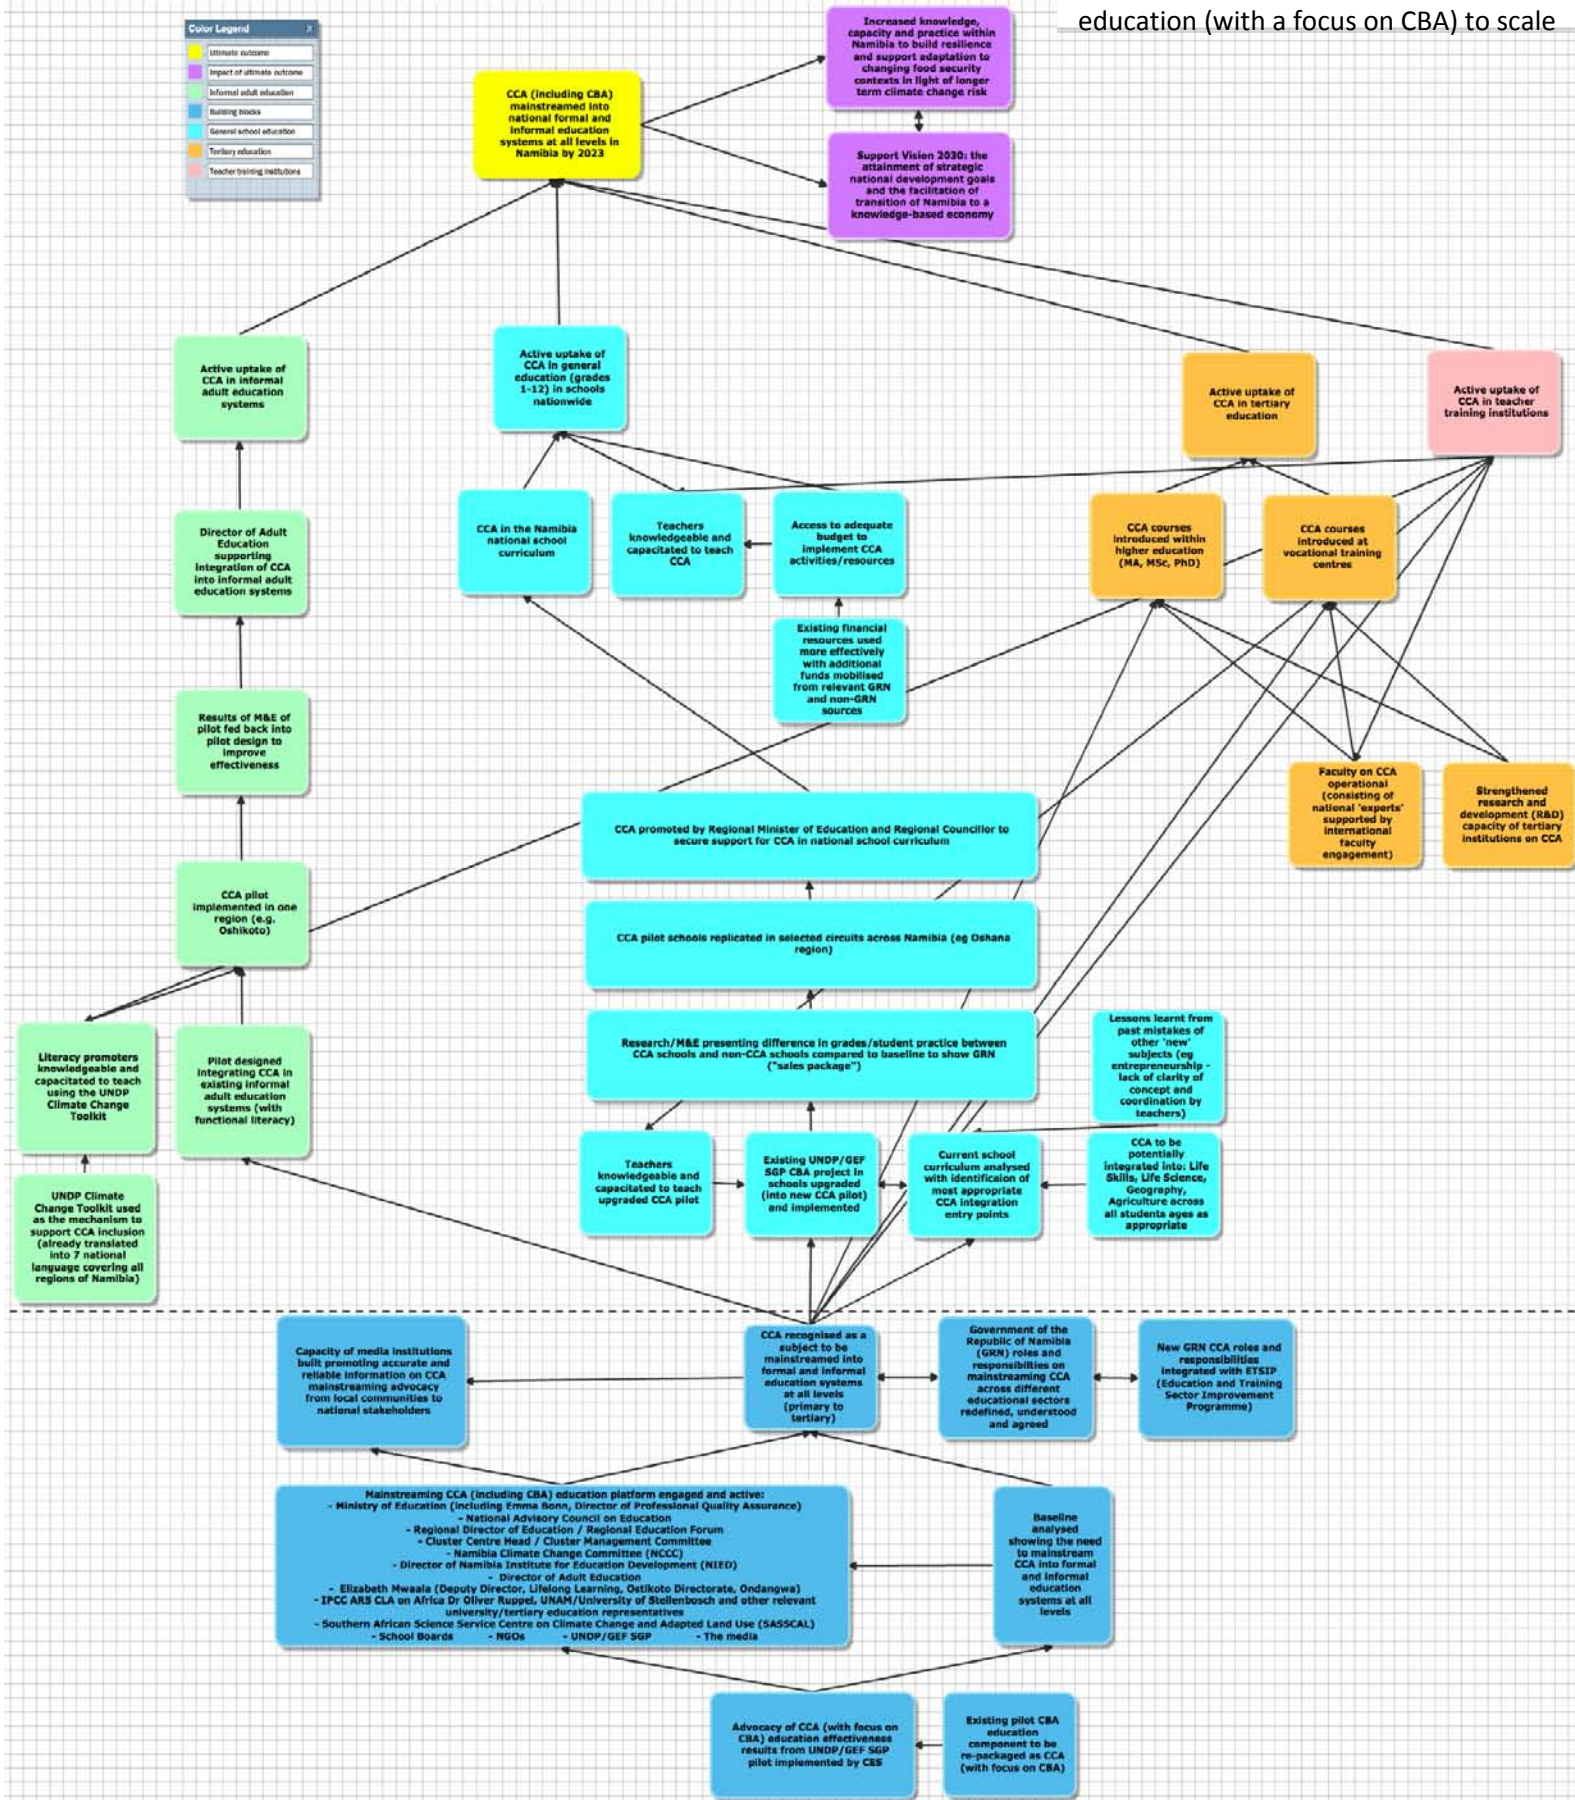 education (with a focus on CBA) to scale
Color Legend X
Ultimate outcome
Impact of ultimate outcome
Informal adult education
Building blocks
General school education
Tertiary education
Teacher training institutions
Increased knowledge,
capacity and practice within
Namibia to build resilience
and support adaptation to
changing food security
contexts in light of longer
term climate change risk
CCA (including CBA)
mainstreamed into
national formal and
informal education
systems at all levels in
Namibia by 2023
Support Vision 2030: the
attainment of strategic
national development goals
and the facilitation of
transition of Namibia to a
knowledge-based economy
Active uptake of
CCA in informal
adult education
systems
Active uptake of
CCA in general
education (grades
1-12) in schools
nationwide
Active uptake of
CCA in tertiary
education
Active uptake of
CCA in teacher
training institutions
Director of Adult
Education
supporting
integration of CCA
into informal adult
education systems
CCA in the Namibia
national school
curriculum
Teachers
knowledgeable and
capacitated to teach
CCA
Access to adequate
budget to
implement CCA
activities/resources
CCA courses
introduced within
higher education
(MA, MSc, PhD)
CCA courses
introduced at
vocational training
centres
Existing financial
resources used
more effectively
with additional
funds mobilised
from relevant GRN
and non-GRN
sources
Results of M&E of
pilot fed back into
pilot design to
improve
effectiveness
Faculty on CCA
operational
(consisting of
national 'experts'
supported by
international
faculty
engagement)
Strengthened
research and
development (R&D)
capacity of tertiary
institutions on CCA
CCA promoted by Regional Minister of Education and Regional Councillor to
secure support for CCA in national school curriculum
CCA pilot
implemented in one
region (e.g.
Oshikoto)
CCA pilot schools replicated in selected circuits across Namibia (eg Oshana
region)
Literacy promoters
knowledgeable and
capacitated to teach
using the UNDP
Climate Change
Toolkit
Pilot designed
integrating CCA in
existing informal
adult education
systems (with
functional literacy)
Research/M&E presenting difference in grades/student practice between
CCA schools and non-CCA schools compared to baseline to show GRN
("sales package")
Lessons learnt from
past mistakes of
other 'new'
subjects (eg
entrepreneurship -
lack of clarity of
concept and
coordination by
teachers)
Teachers
knowledgeable and
capacitated to teach
upgraded CCA pilot
Existing UNDP/GEF
SGP CBA project in
schools upgraded
(into new CCA pilot)
and implemented
Current school
curriculum analysed
with identificaion of
most appropriate
CCA integration
entry points
CCA to be
potentially
integrated into: Life
Skills, Life Science,
Geography,
Agriculture across
all students ages as
appropriate
UNDP Climate
Change Toolkit used
as the mechanism to
support CCA inclusion
(already translated
into 7 national
language covering all
regions of Namibia)
Capacity of media institutions
built promoting accurate and
reliable information on CCA
mainstreaming advocacy
from local communities to
national stakeholders
CCA recognised as a
subject to be
mainstreamed into
formal and informal
education systems
at all levels
(primary to
tertiary)
Government of the
Republic of Namibia
(GRN) roles and
responsibilties on
mainstreaming CCA
across different
educational sectors
redefined, understood
and agreed
New GRN CCA roles and
responsibilities
integrated with ETSIP
(Education and Training
Sector Improvement
Programme)
Mainstreaming CCA (including CBA) education platform engaged and active:
- Ministry of Education (including Emma Bonn, Director of Professional Quality Assurance)
- National Advisory Council on Education
- Regional Director of Education / Regional Education Forum
- Cluster Centre Head / Cluster Management Committee
- Namibia Climate Change Committee (NCCC)
- Director of Namibia Institute for Education Development (NIED)
- Director of Adult Education
- Elizabeth Mwaala (Deputy Director, Lifelong Learning, Ostikoto Directorate, Ondangwa)
- IPCC AR5 CLA on Africa Dr Oliver Ruppel, UNAM/University of Stellenbosch and other relevant
university/tertiary education representatives
- Southern African Science Service Centre on Climate Change and Adapted Land Use (SASSCAL)
- School Boards - NGOs - UNDP/GEF SGP - The media
Baseline
analysed
showing the need
to mainstream
CCA into formal
and informal
education
systems at all
levels
Advocacy of CCA (with focus on
CBA) education effectiveness
results from UNDP/GEF SGP
pilot implemented by CES
Existing pilot CBA
education
component to be
re-packaged as CCA
(with focus on CBA)